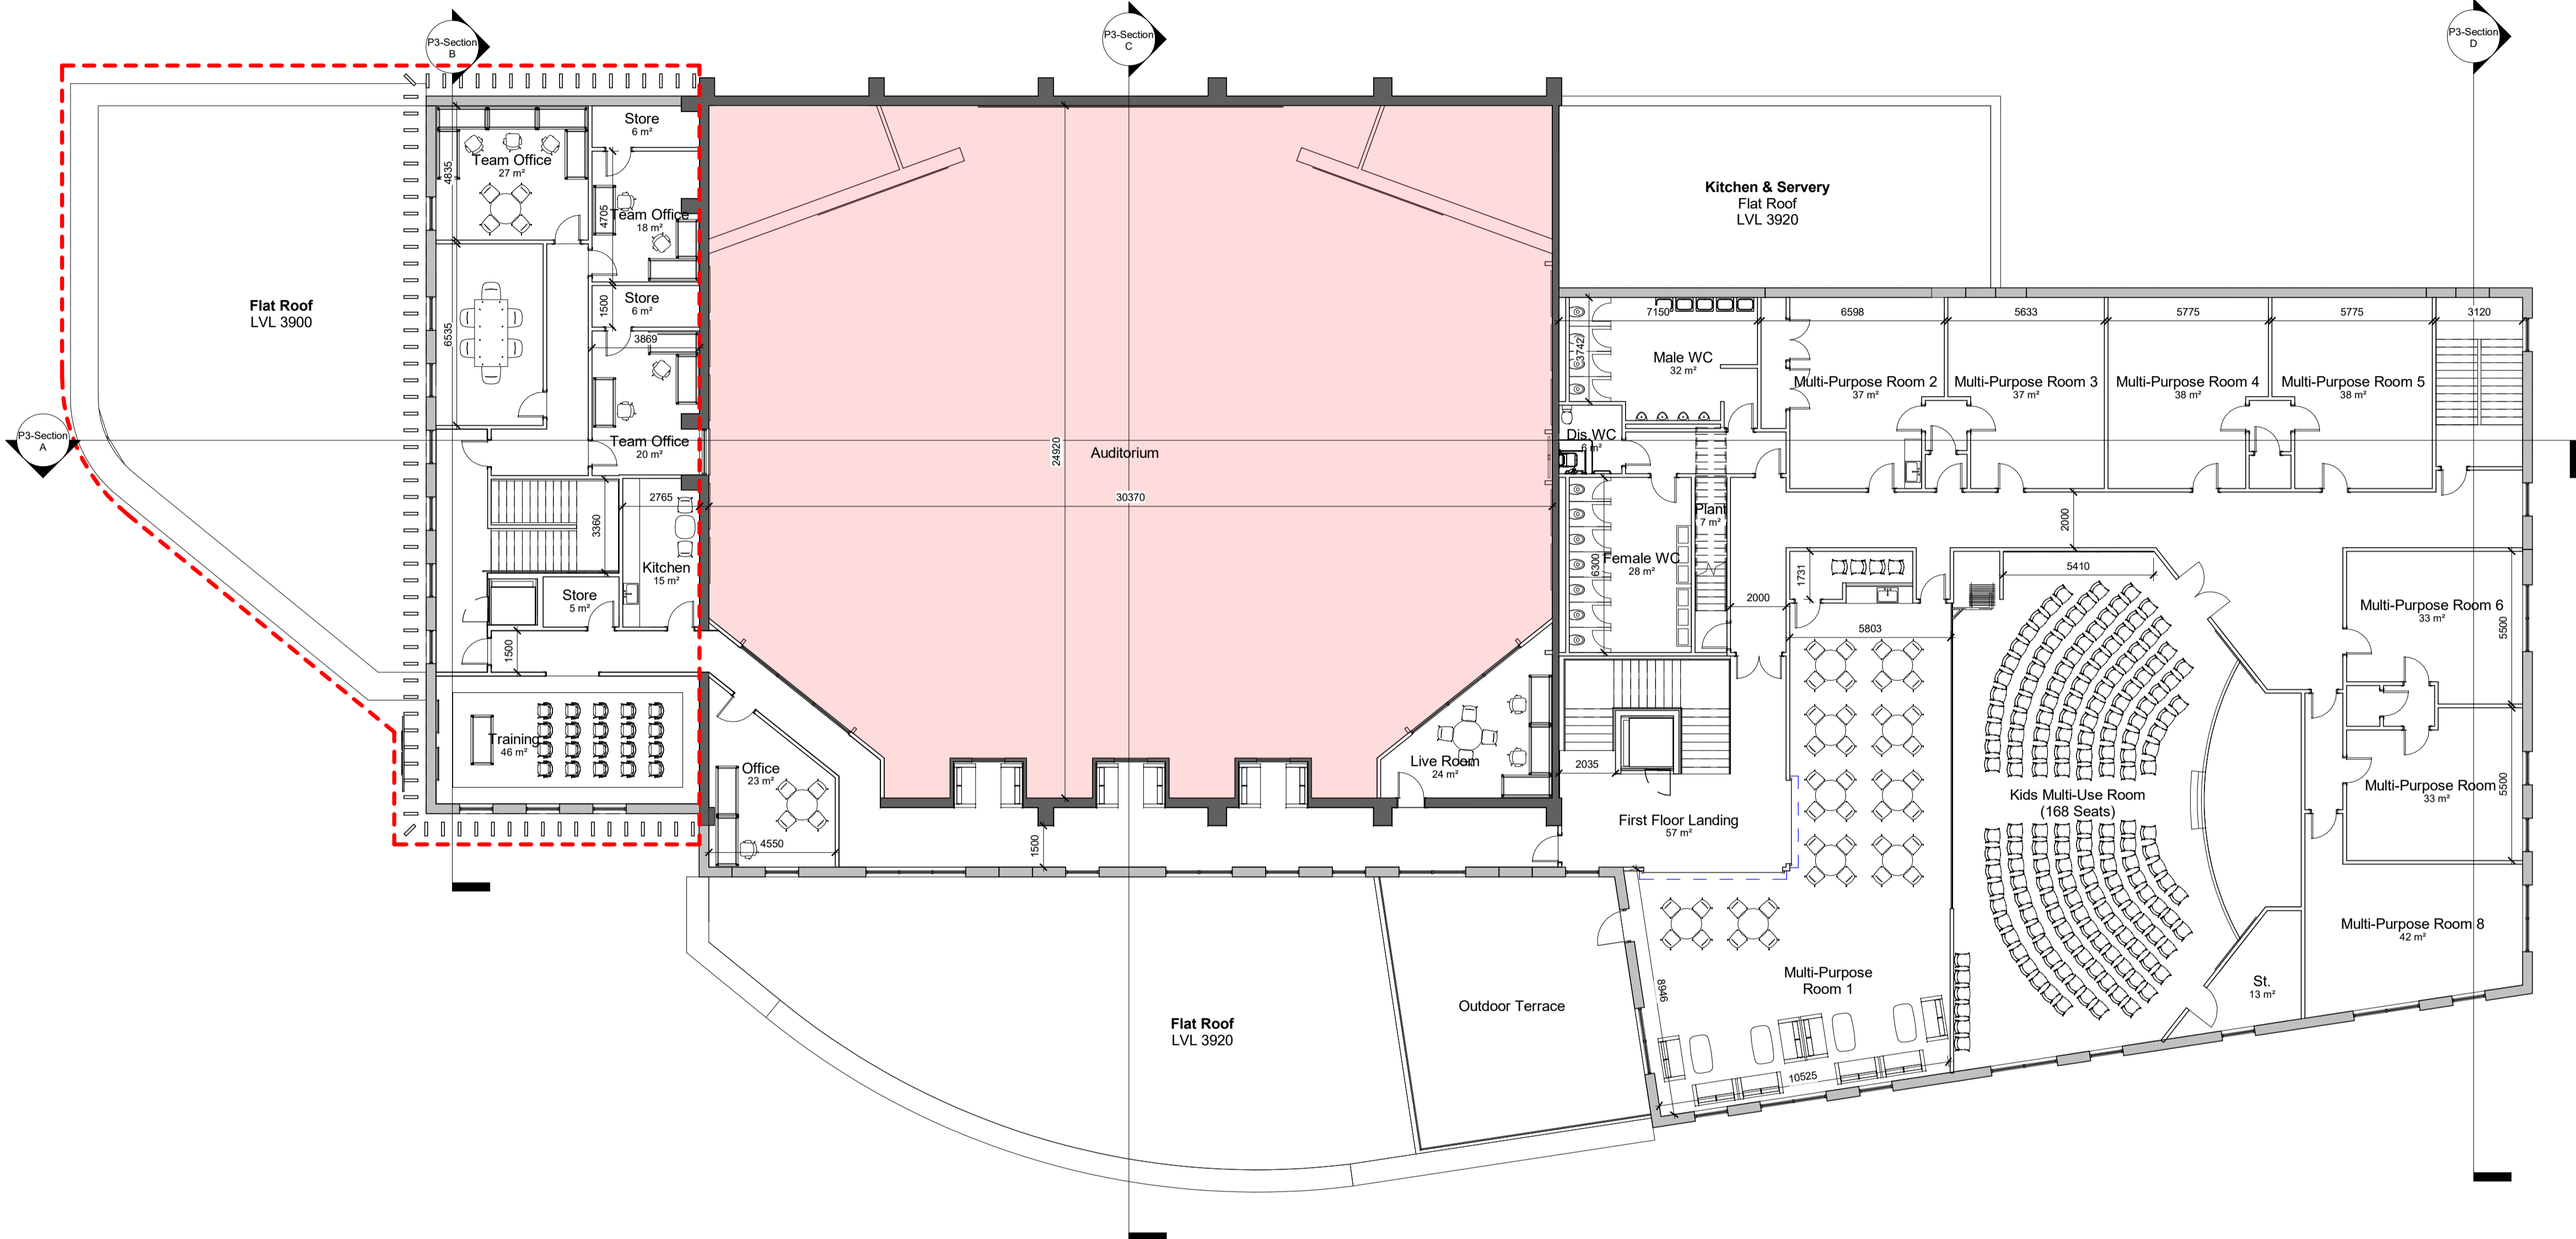 P3-Section
B
P3-Section
C
P3-Section
D
Store
6 m²
Team Office
27 m²
4835
4705
Team Office
18 m²
Kitchen & Servery
Flat Roof
LVL 3920
Flat Roof
LVL 3900
Store
6 m²
1500
3869
6535
7150
6598
5633
5775
5775
3120
3742
Male WC
32 m²
Multi-Purpose Room 2
37 m²
Multi-Purpose Room 3
37 m²
Multi-Purpose Room 4
38 m²
Multi-Purpose Room 5
38 m²
P3-Section
A
Team Office
20 m²
24920
Auditorium
Dis.WC
6 m²
2765
30370
3360
Plant
7 m²
2000
Kitchen
15 m²
Store
5 m²
6300
Female WC
28 m²
1731
5410
2000
5803
Multi-Purpose Room 6
33 m²
5500
1500
Training
46 m²
Office
23 m²
Live Room
24 m²
2035
Multi-Purpose Room
33 m²
5500
Kids Multi-Use Room
(168 Seats)
First Floor Landing
57 m²
4550
1500
Multi-Purpose Room 8
42 m²
8946
Multi-Purpose
Room 1
St.
13 m²
Outdoor Terrace
Flat Roof
LVL 3920
10525